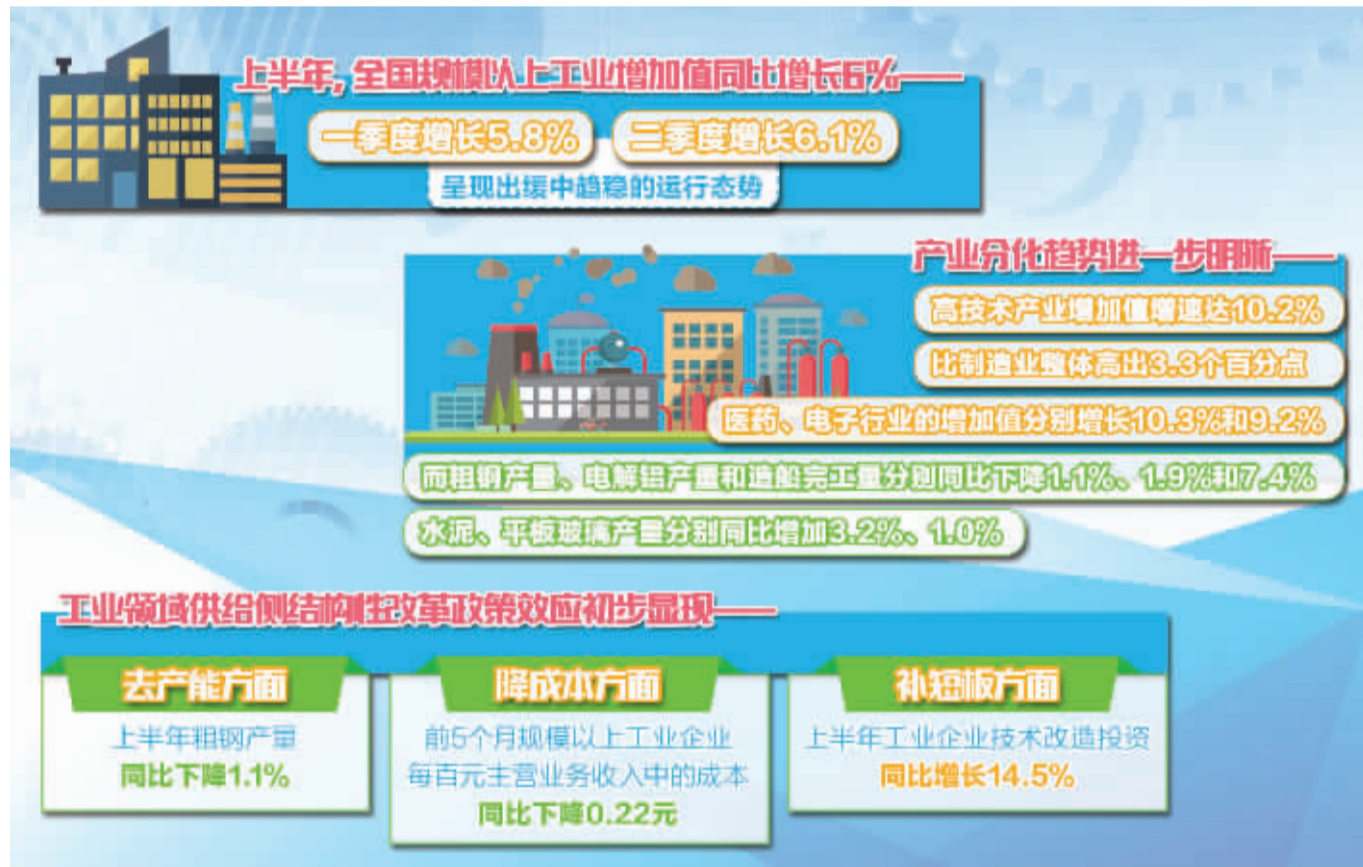 上半年,全国规模以上工业增加值同比增长6%——
一季度增长5.8%
二季度增长6.1%
呈现出缓中趋稳的运行态势
产业分化趋势进一步明晰——
高技术产业增加值增速达10.2%
比制造业整体高出3.3个百分点
医药、电子行业的增加值分别增长10.3%和9.2%
而粗钢产量、电解铝产量和造船完工量分别同比下降1.1%、1.9%和7.4%
水泥、平板玻璃产量分别同比增加3.2%、1.0%
工业领域供给侧结构性改革政策效应初步显现——
去产能方面
上半年粗钢产量
同比下降1.1%
降成本方面
前5个月规模以上工业企业
每百元主营业务收入中的成本
同比下降0.22元
补短板方面
上半年工业企业技术改造投资
同比增长14.5%